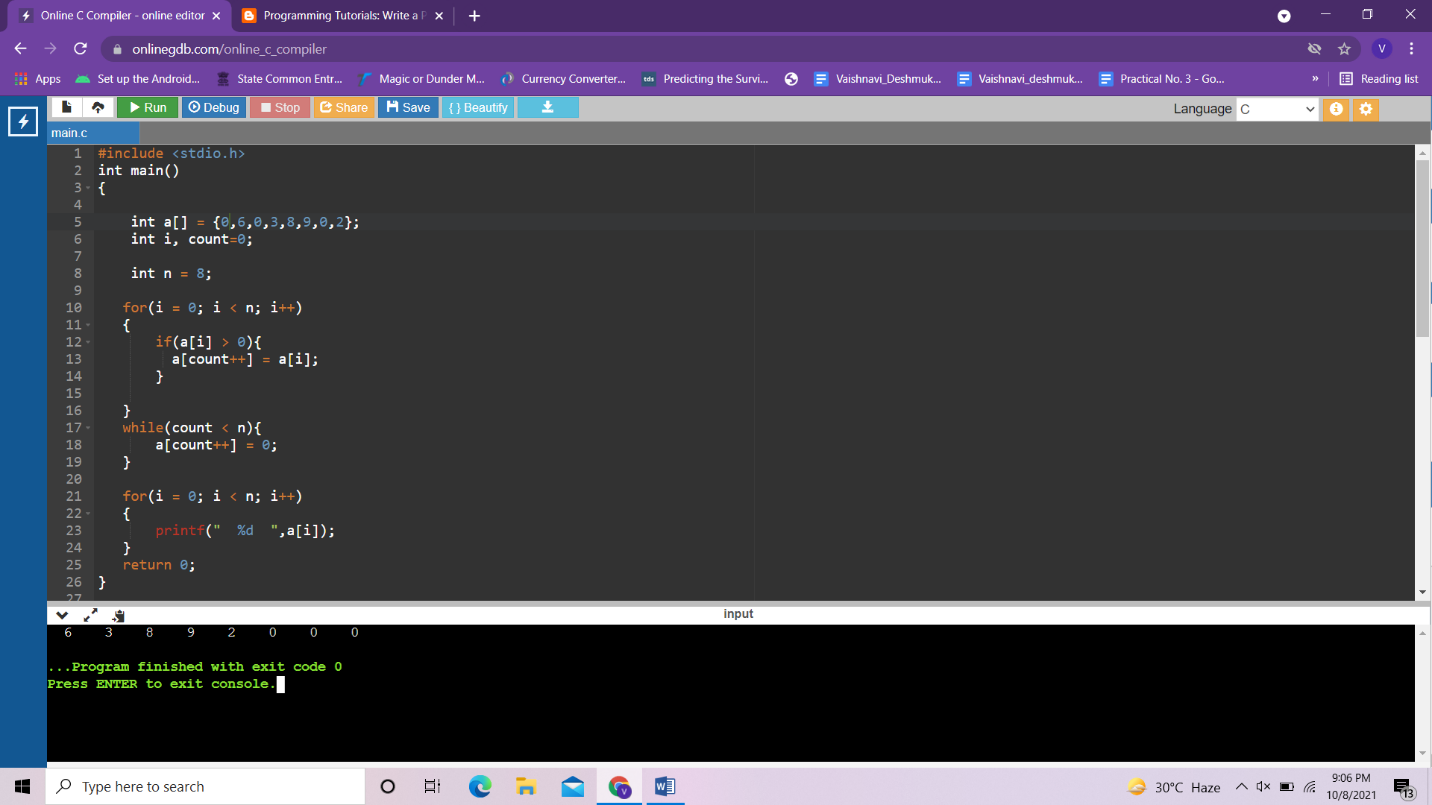 Online C Compiler - online editor
Programming Tutorials: Write a P
onlinegdb.com/online_c_compiler
V
Apps
Set up the Android...
State Common Entr...
Magic or Dunder M...
Currency Converter...
tds
Predicting the Survi...
Vaishnavi_Deshmuk...
Vaishnavi_deshmuk...
Practical No. 3 - Go...
»
Reading list
Run
Debug
Stop
Share
Save
{ } Beautify
Language C
main.c
1 #include <stdio.h>
2 int main()
3 {
4
5 int a[] = {0,6,0,3,8,9,0,2};
6 int i, count=0;
7
8 int n = 8;
9
10 for(i = 0; i < n; i++)
11 {
12 if(a[i] > 0){
13 a[count++] = a[i];
14 }
15
16 }
17 while(count < n){
18 a[count++] = 0;
19 }
20
21 for(i = 0; i < n; i++)
22 {
23 printf("  %d  ",a[i]);
24 }
25 return 0;
26 }
27
input
6 3 8 9 2 0 0 0
...Program finished with exit code 0
Press ENTER to exit console.
Type here to search
V
W
30°C Haze
9:06 PM
10/8/2021
13